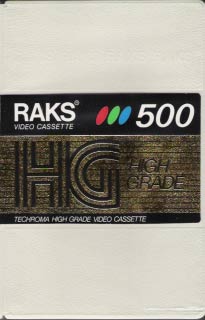 RAKS® 500
VIDEO CASSETTE
HG HIGH
GRADE
TECHROMA HIGH GRADE VIDEO CASSETTE